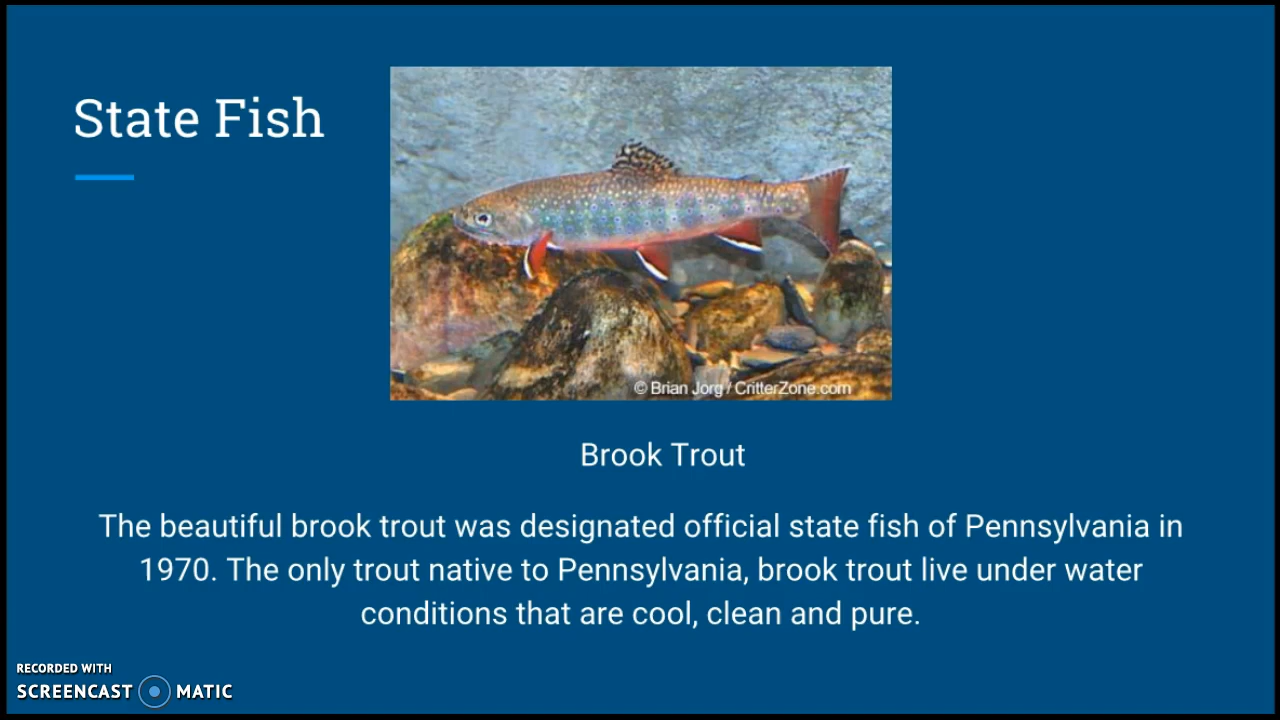 State Fish
© Brian Jorg / CritterZone.com
Brook Trout
The beautiful brook trout was designated official state fish of Pennsylvania in
1970. The only trout native to Pennsylvania, brook trout live under water
conditions that are cool, clean and pure.
RECORDED WITH
SCREENCAST MATIC